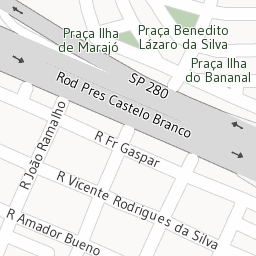 Praça Ilha
de Marajó
Praça Benedito
Lázaro da Silva
Praça Ilha
do Bananal
SP 280
Rod Pres Castelo Branco
R João Ramalho
R Fr Gaspar
R Vicente Rodrigues da Silva
R Amador Bueno